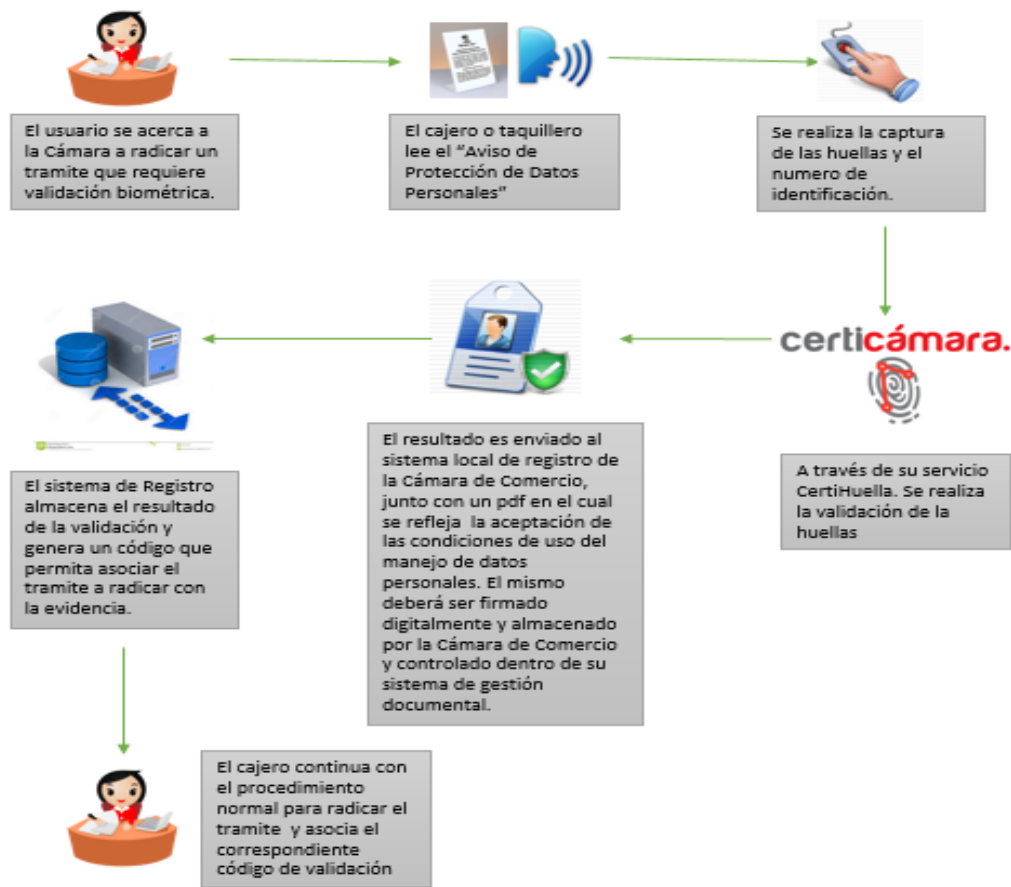 El usuario se acerca a
la Cámara a radicar un
tramite que requiere
validación biométrica.
El cajero o taquillero
lee el “Aviso de
Protección de Datos
Personales”
Se realiza la captura
de las huellas y el
numero de
identificación.
certicámara.
A través de su servicio
CertiHuella. Se realiza
la validación de la
huellas
El resultado es enviado al
sistema local de registro de
la Cámara de Comercio,
junto con un pdf en el cual
se refleja la aceptación de
las condiciones de uso del
manejo de datos
personales. El mismo
deberá ser firmado
digitalmente y almacenado
por la Cámara de Comercio
y controlado dentro de su
sistema de gestión
documental.
El sistema de Registro
almacena el resultado
de la validación y
genera un código que
permita asociar el
tramite a radicar con
la evidencia.
El cajero continua con
el procedimiento
normal para radicar el
tramite y asocia el
correspondiente
código de validación